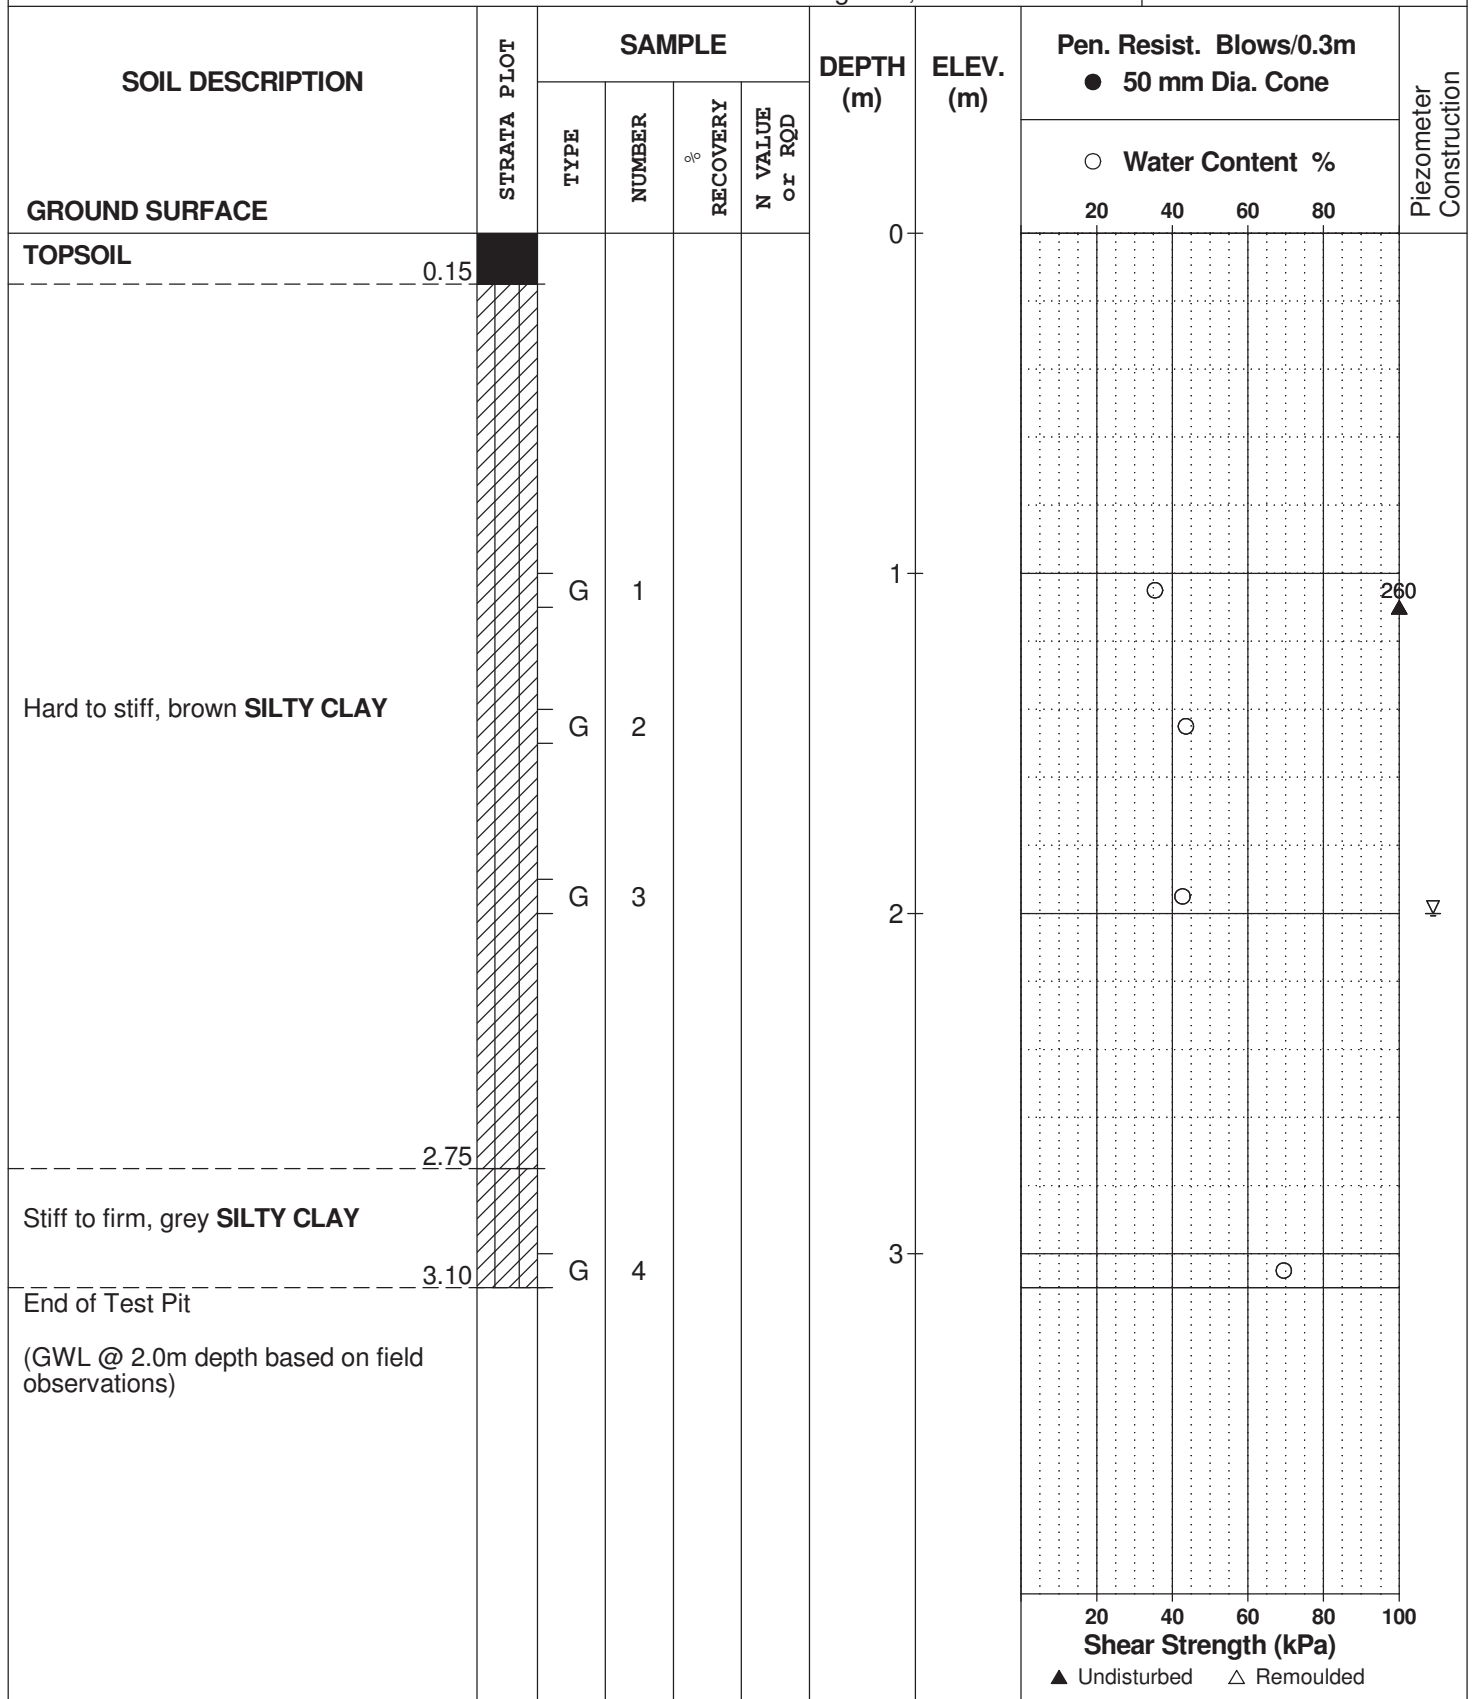 SOIL DESCRIPTION
GROUND SURFACE
STRATA PLOT
SAMPLE
TYPE
NUMBER
%
RECOVERY
N VALUE
or RQD
DEPTH
(m)
ELEV.
(m)
Pen. Resist. Blows/0.3m
● 50 mm Dia. Cone
○ Water Content %
20 40 60 80
Piezometer
Construction
TOPSOIL
0.15
0
1
G 1
260
Hard to stiff, brown SILTY CLAY
G 2
G 3
2
2.75
Stiff to firm, grey SILTY CLAY
3
3.10
G 4
End of Test Pit
(GWL @ 2.0m depth based on field
observations)
20 40 60 80 100
Shear Strength (kPa)
▲ Undisturbed △ Remoulded